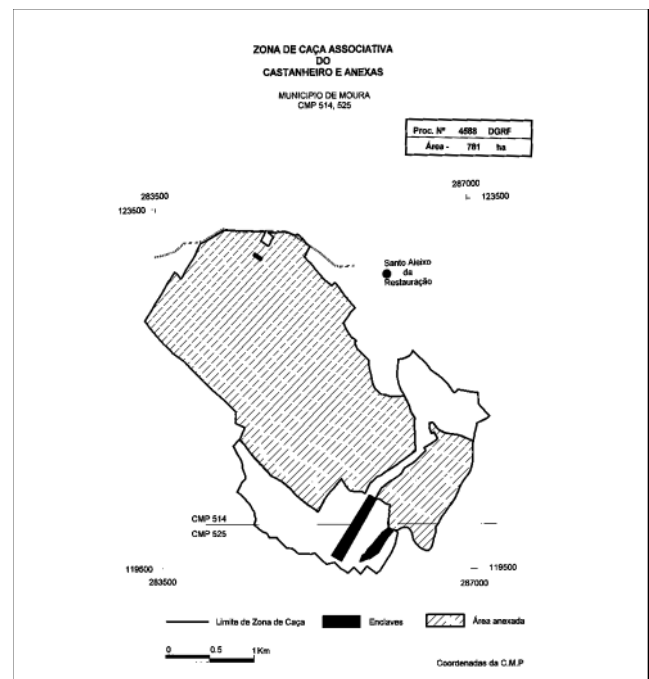 ZONA DE CAÇA ASSOCIATIVA
DO
CASTANHEIRO E ANEXAS
MUNICIPIO DE MOURA
CMP 514, 525
Proc. Nº 4588 DGRF
Área - 781 ha
283500
123500
287000
123500
Santo Aleixo
da
Restauração
CMP 514
CMP 525
119500
283500
119500
287000
Limite de Zona de Caça
Enclaves
Área anexada
0 0.5 1 Km
Coordenadas da C.M.P